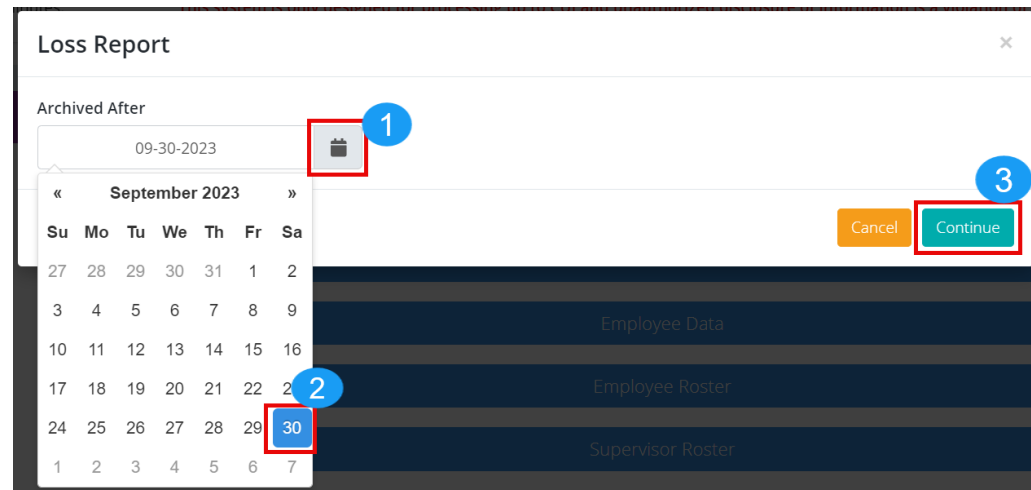 Loss Report ×
Archived After
1
09-30-2023
« September 2023 »
3
Su Mo Tu We Th Fr Sa
Cancel Continue
27 28 29 30 31 1 2
3 4 5 6 7 8 9
Employee Data
10 11 12 13 14 15 16
17 18 19 20 21 22 2
2
Employee Roster
24 25 26 27 28 29 30
Supervisor Roster
1 2 3 4 5 6 7